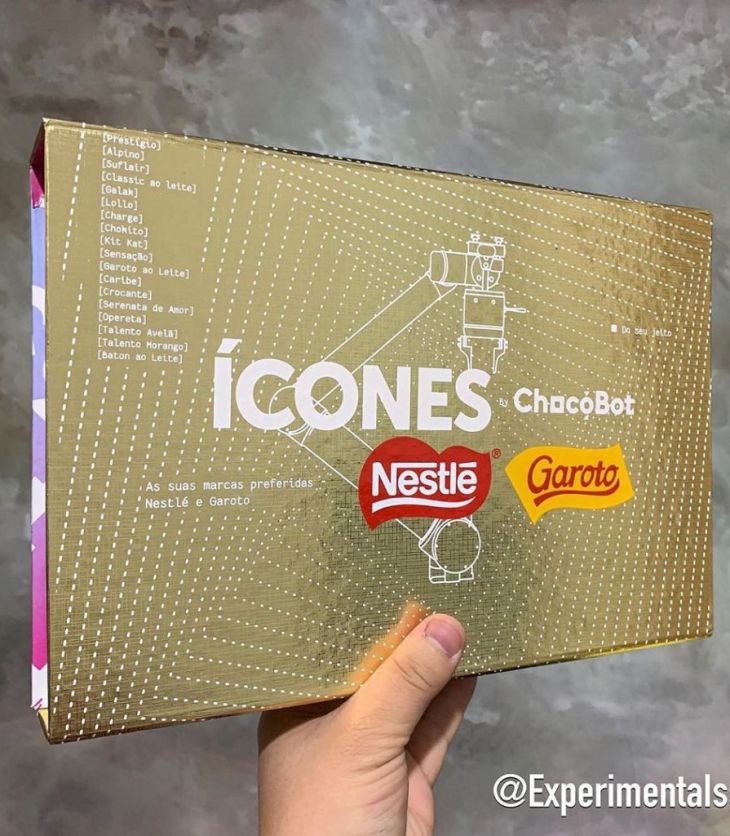 [Prestígio]
[Alpino]
[Suflair]
[Classic ao leite]
[Galak]
[Lollo]
[Charge]
[Chokito]
[Kit Kat]
[Sensação]
[Garoto ao Leite]
[Caribe]
[Crocante]
[Serenata de Amor]
[Opereta]
[Talento Avelã]
[Talento Morango]
[Baton ao Leite]
Do seu jeito
ÍCONES by ChocoBot
As suas marcas preferidas
Nestlé e Garoto
Nestlé®
Garoto
@Experimentals